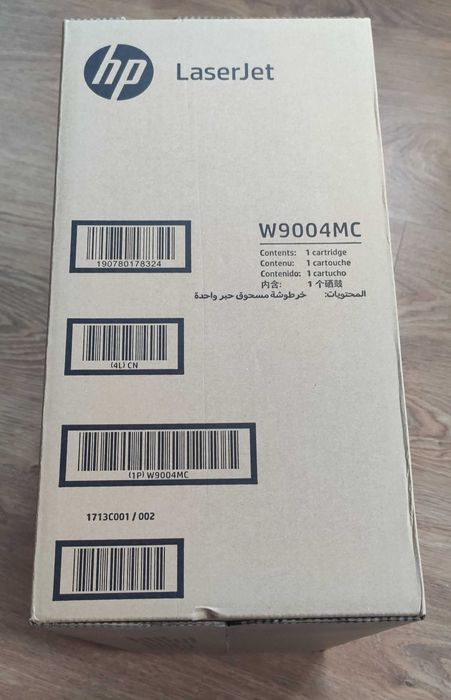 hp LaserJet
W9004MC
Contents: 1 cartridge
Contenu: 1 cartouche
Contenido: 1 cartucho
内含: 1 个硒鼓
المحتويات: خرطوشة مسحوق حبر واحدة
190780178324
(4L) CN
(1P) W9004MC
1713C001 / 002